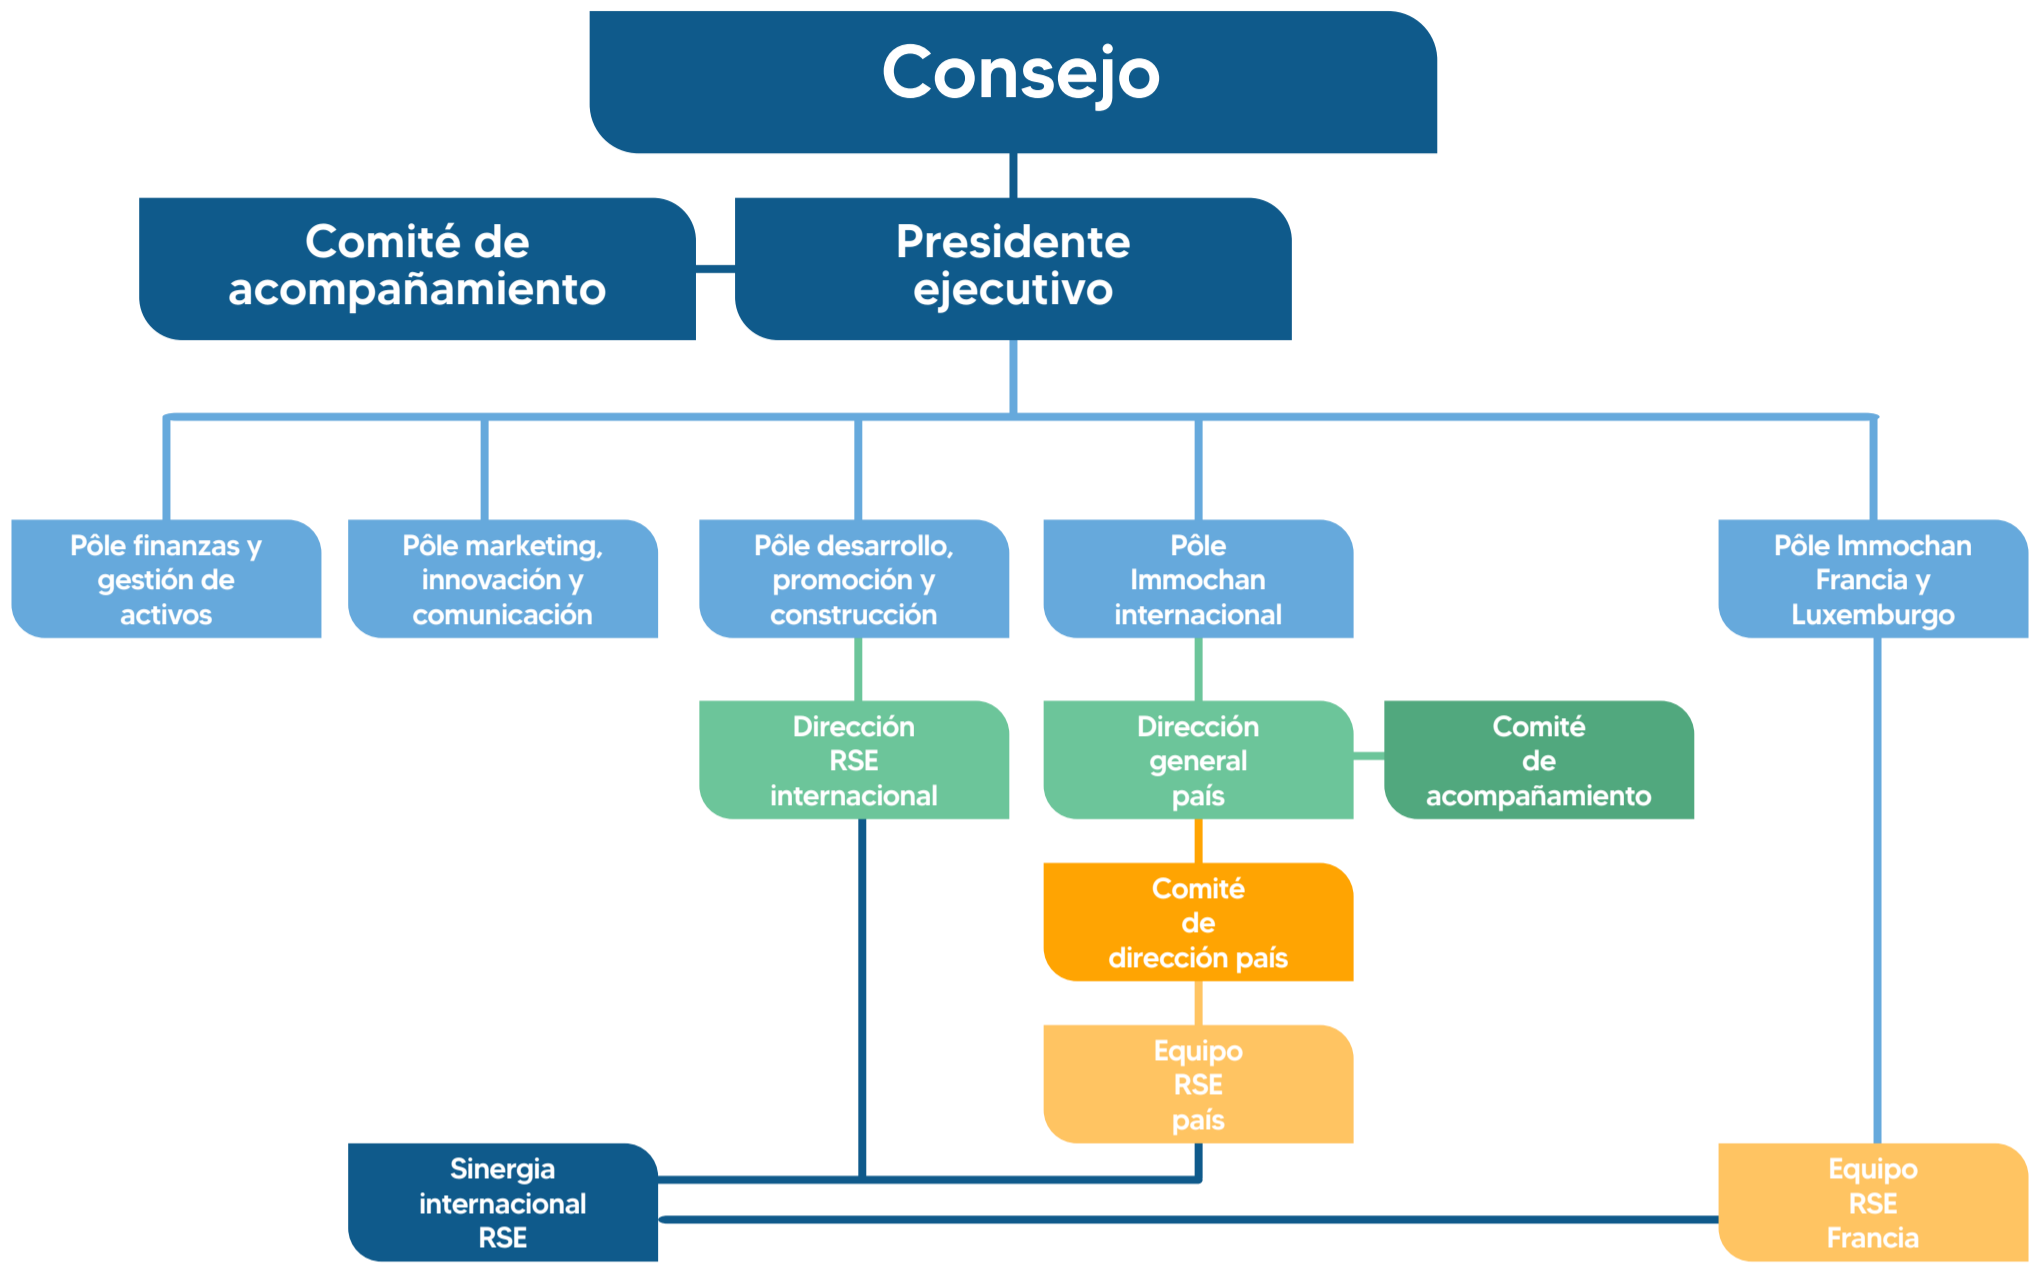 Consejo
Comité de
acompañamiento
Presidente
ejecutivo
Pôle finanzas y
gestión de
activos
Pôle marketing,
innovación y
comunicación
Pôle desarrollo,
promoción y
construcción
Pôle
Immochan
internacional
Pôle Immochan
Francia y
Luxemburgo
Dirección
RSE
internacional
Dirección
general
país
Comité
de
acompañamiento
Comité
de
dirección país
Equipo
RSE
país
Sinergia
internacional
RSE
Equipo
RSE
Francia